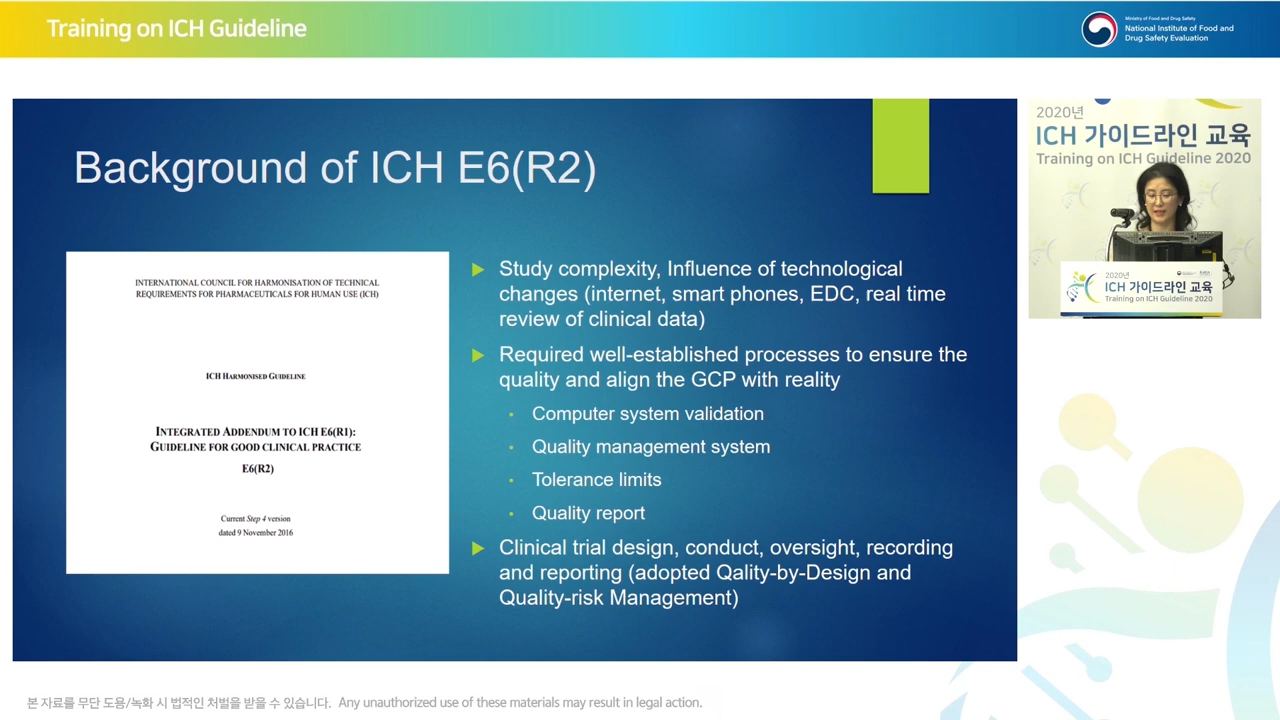 Training on ICH Guideline
Ministry of Food and Drug Safety
National Institute of Food and
Drug Safety Evaluation
Background of ICH E6(R2)
INTERNATIONAL COUNCIL FOR HARMONISATION OF TECHNICAL
REQUIREMENTS FOR PHARMACEUTICALS FOR HUMAN USE (ICH)
ICH HARMONISED GUIDELINE
INTEGRATED ADDENDUM TO ICH E6(R1):
GUIDELINE FOR GOOD CLINICAL PRACTICE
E6(R2)
Current Step 4 version
dated 9 November 2016
Study complexity, Influence of technological
changes (internet, smart phones, EDC, real time
review of clinical data)
Required well-established processes to ensure the
quality and align the GCP with reality
Computer system validation
Quality management system
Tolerance limits
Quality report
Clinical trial design, conduct, oversight, recording
and reporting (adopted Qality-by-Design and
Quality-risk Management)
2020년
ICH 가이드라인 교육
Training on ICH Guideline 2020
2020년
ICH 가이드라인 교육
Training on ICH Guideline 2020
본 자료를 무단 도용/녹화 시 법적인 처벌을 받을 수 있습니다. Any unauthorized use of these materials may result in legal action.